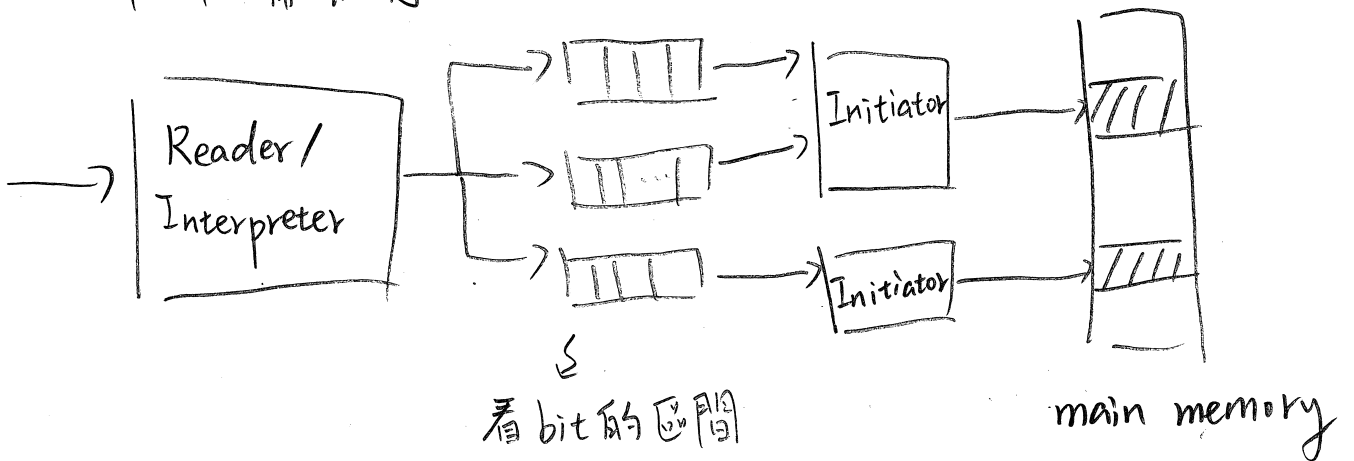 Reader/
Interpreter
Initiator
Initiator
看bit的區間
main memory